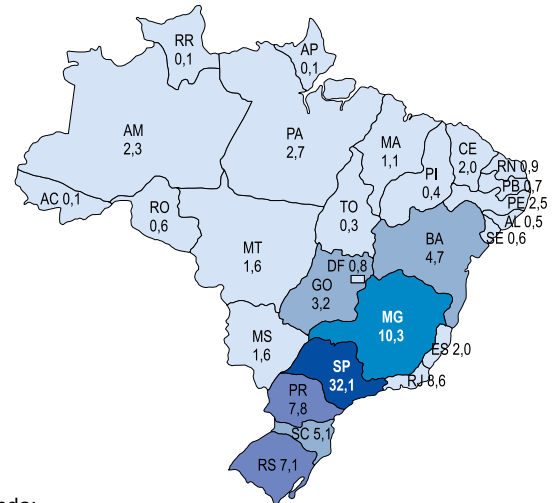 RR
0,1
AP
0,1
AM
2,3
PA
2,7
MA
1,1
CE
2,0
RN 0,9
PI
0,4
PB 0,7
PE 2,5
AC 0,1
RO
0,6
TO
0,3
AL 0,5
SE 0,6
MT
1,6
BA
4,7
DF 0,8
GO
3,2
MG
10,3
MS
1,6
ES 2,0
SP
32,1
RJ 8,6
PR
7,8
SC 5,1
RS 7,1